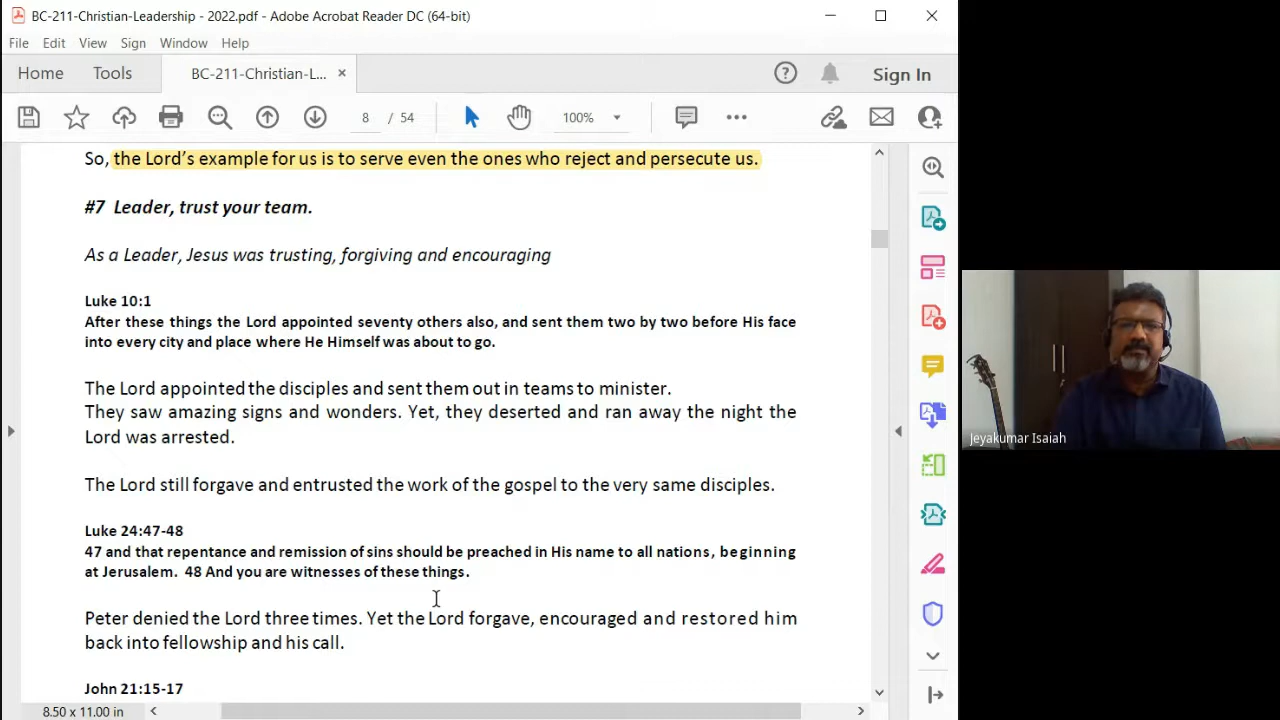 BC-211-Christian-Leadership - 2022.pdf - Adobe Acrobat Reader DC (64-bit)
File Edit View Sign Window Help
Home Tools BC-211-Christian-L... × Sign In
8 / 54 100%
So, the Lord's example for us is to serve even the ones who reject and persecute us.
#7 Leader, trust your team.
As a Leader, Jesus was trusting, forgiving and encouraging
Luke 10:1
After these things the Lord appointed seventy others also, and sent them two by two before His face
into every city and place where He Himself was about to go.
The Lord appointed the disciples and sent them out in teams to minister.
They saw amazing signs and wonders. Yet, they deserted and ran away the night the
Lord was arrested.
The Lord still forgave and entrusted the work of the gospel to the very same disciples.
Luke 24:47-48
47 and that repentance and remission of sins should be preached in His name to all nations, beginning
at Jerusalem. 48 And you are witnesses of these things.
Peter denied the Lord three times. Yet the Lord forgave, encouraged and restored him
back into fellowship and his call.
John 21:15-17
8.50 x 11.00 in
Jeyakumar Isaiah